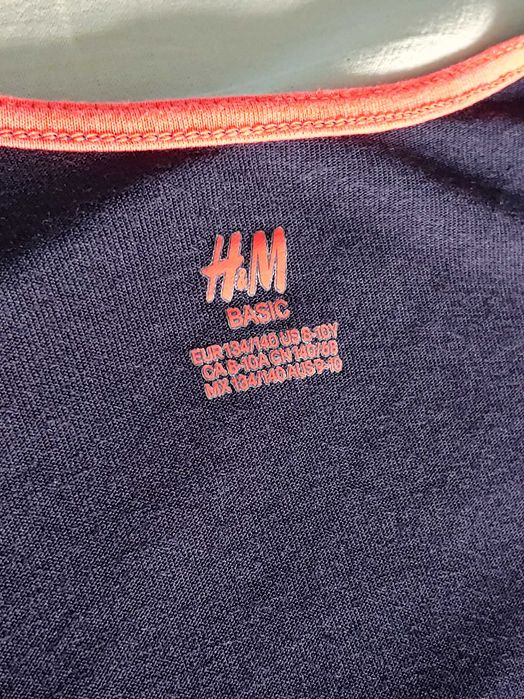 H&M
BASIC
EUR 134/140 US 8-10Y
CA 8-10A CN 140/68
MX 134/140 AUS 9-10